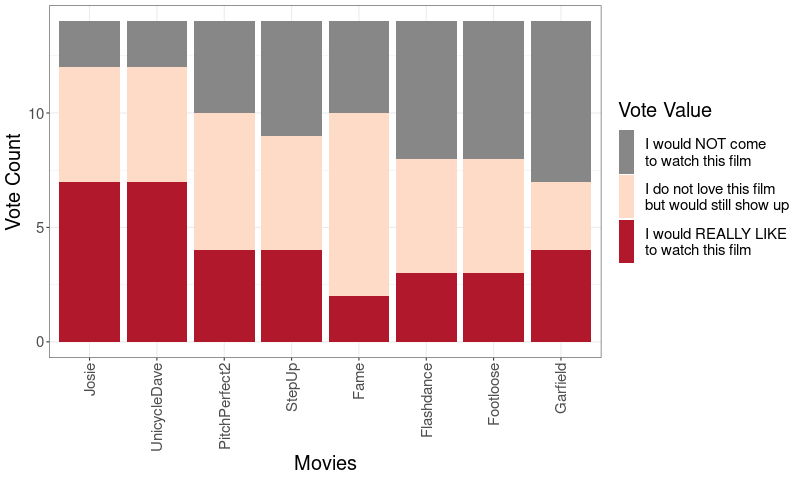 Vote Count
10
5
0
Josie
UnicycleDave
PitchPerfect2
StepUp
Fame
Flashdance
Footloose
Garfield
Movies
Vote Value
I would NOT come
to watch this film
I do not love this film
but would still show up
I would REALLY LIKE
to watch this film